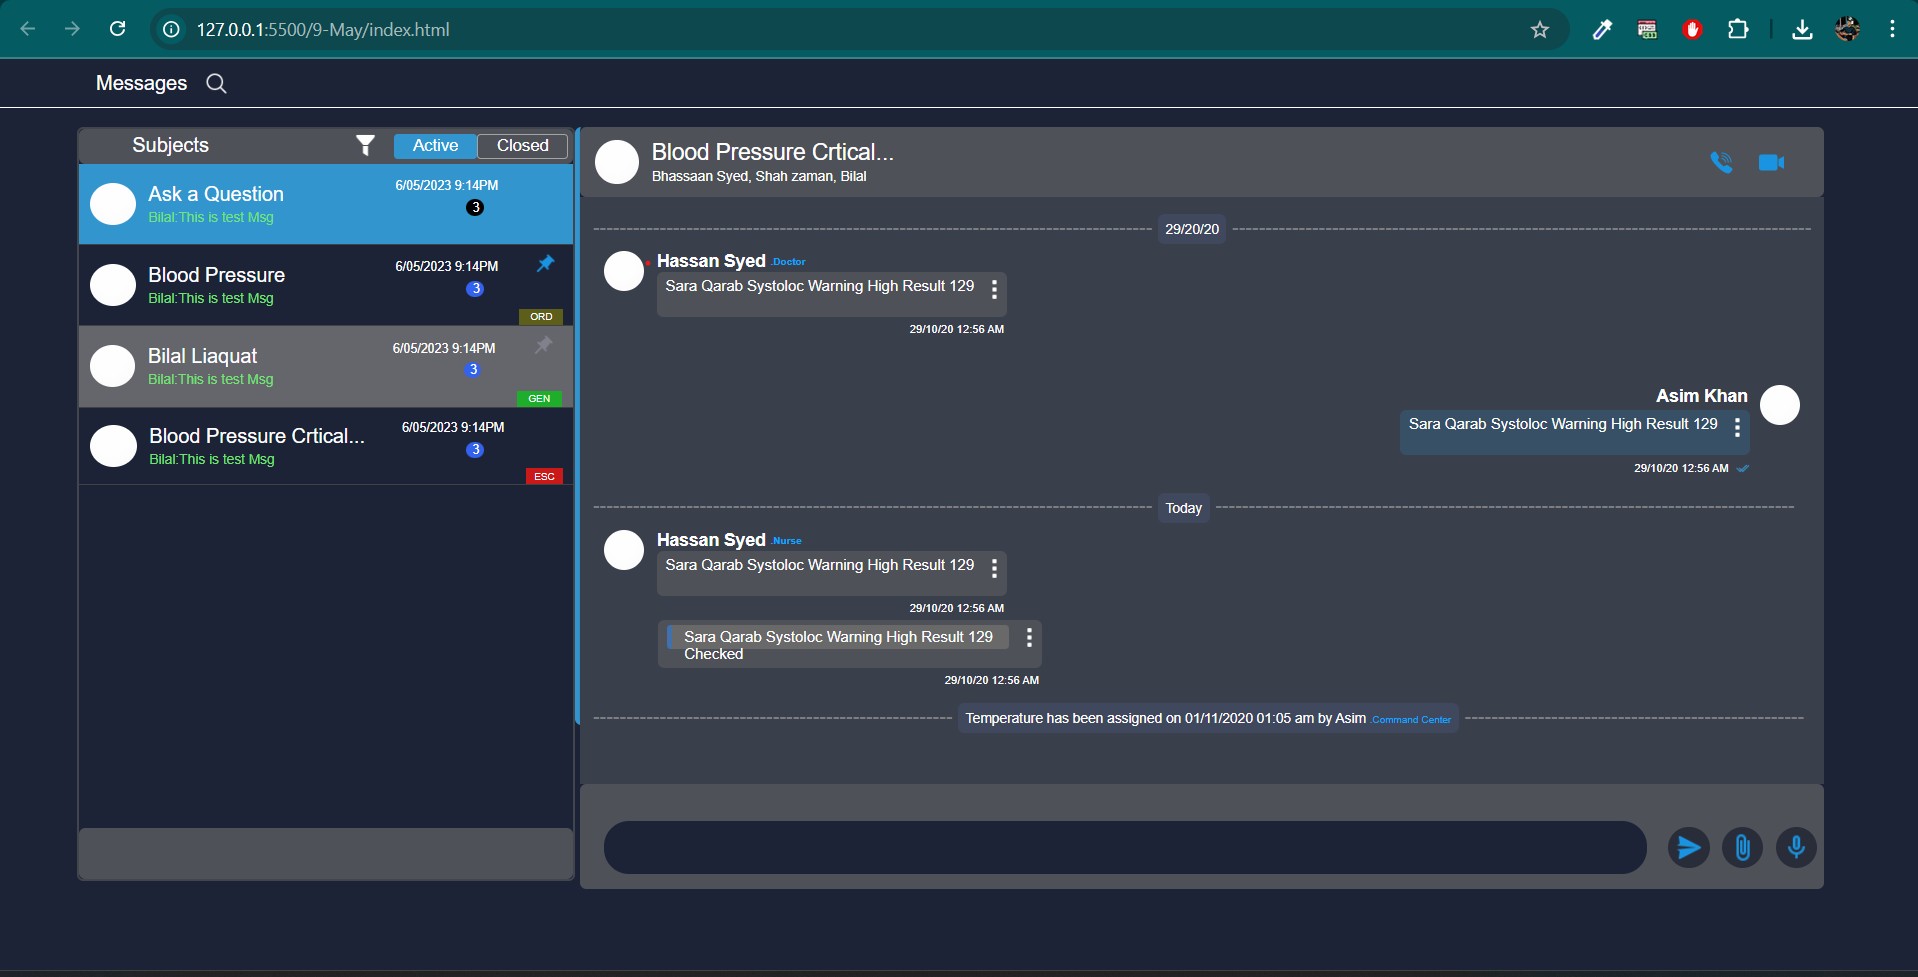 127.0.0.1:5500/9-May/index.html
Messages
Subjects
Active
Closed
Ask a Question
6/05/2023 9:14PM
Bilal:This is test Msg
3
Blood Pressure
6/05/2023 9:14PM
Bilal:This is test Msg
3
ORD
Bilal Liaquat
6/05/2023 9:14PM
Bilal:This is test Msg
3
GEN
Blood Pressure Crtical...
6/05/2023 9:14PM
Bilal:This is test Msg
3
ESC
Blood Pressure Crtical...
Bhassaan Syed, Shah zaman, Bilal
29/20/20
Hassan Syed .Doctor
Sara Qarab Systoloc Warning High Result 129
29/10/20 12:56 AM
Asim Khan
Sara Qarab Systoloc Warning High Result 129
29/10/20 12:56 AM
Today
Hassan Syed .Nurse
Sara Qarab Systoloc Warning High Result 129
29/10/20 12:56 AM
Sara Qarab Systoloc Warning High Result 129
Checked
29/10/20 12:56 AM
Temperature has been assigned on 01/11/2020 01:05 am by Asim .Command Center